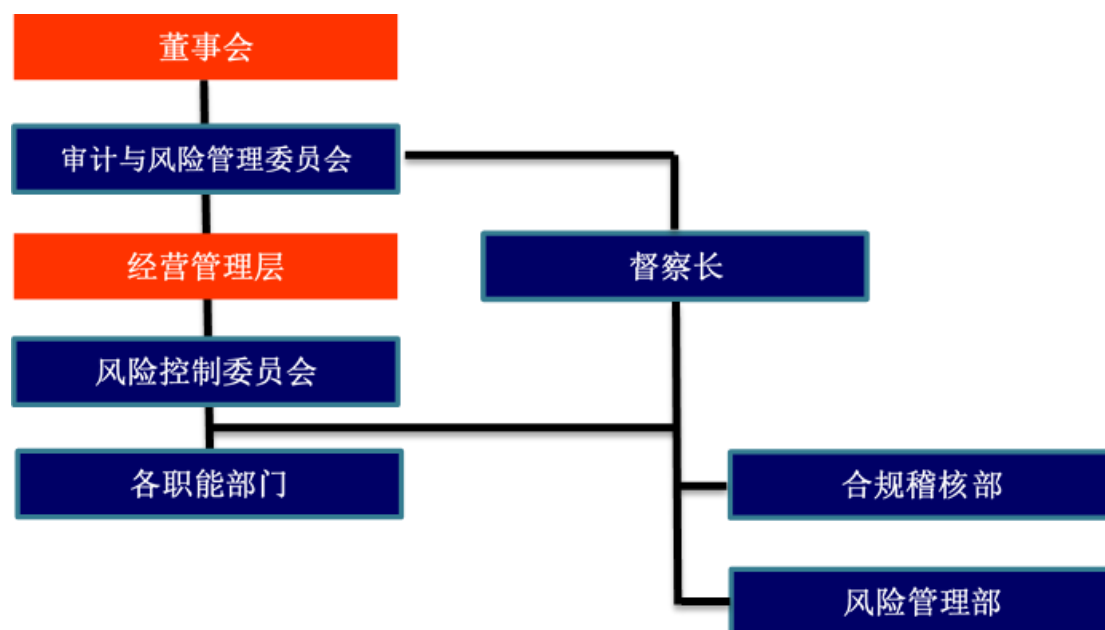 董事会
审计与风险管理委员会
经营管理层
督察长
风险控制委员会
各职能部门
合规稽核部
风险管理部